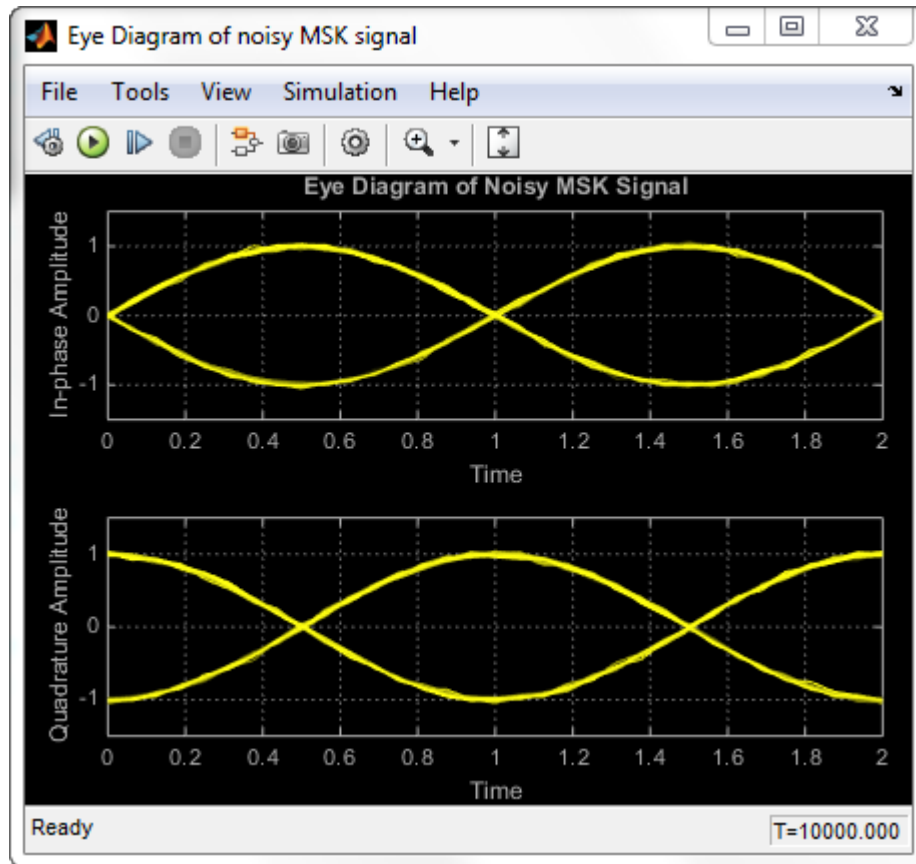 Eye Diagram of noisy MSK signal
File Tools View Simulation Help
Eye Diagram of Noisy MSK Signal
In-phase Amplitude
1
0
-1
0 0.2 0.4 0.6 0.8 1 1.2 1.4 1.6 1.8 2
Time
Quadrature Amplitude
1
0
-1
0 0.2 0.4 0.6 0.8 1 1.2 1.4 1.6 1.8 2
Time
Ready T=10000.000